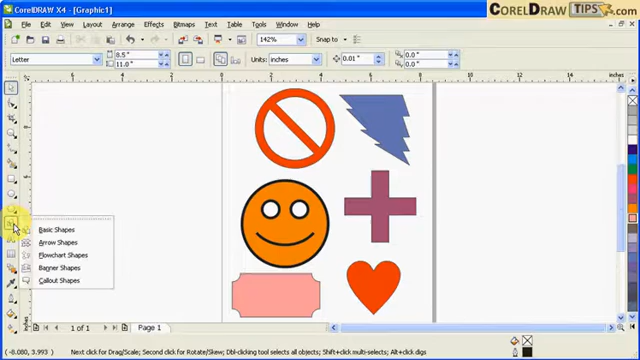 CORELDRAW TIPS.com
CorelDRAW X4 - [Graphic1]
File Edit View Layout Arrange Effects Bitmaps Text Table Tools Window Help
142% Snap to
Letter 8.5 " 11.0 " Units: inches 0.01 " 0.0 " 0.0 "
Basic Shapes
Arrow Shapes
Flowchart Shapes
Banner Shapes
Callout Shapes
1 of 1 Page 1
(-8.080, 3.993) Next click for Drag/Scale; Second click for Rotate/Skew; Dbl-clicking tool selects all objects; Shift+click multi-selects; Alt+click digs